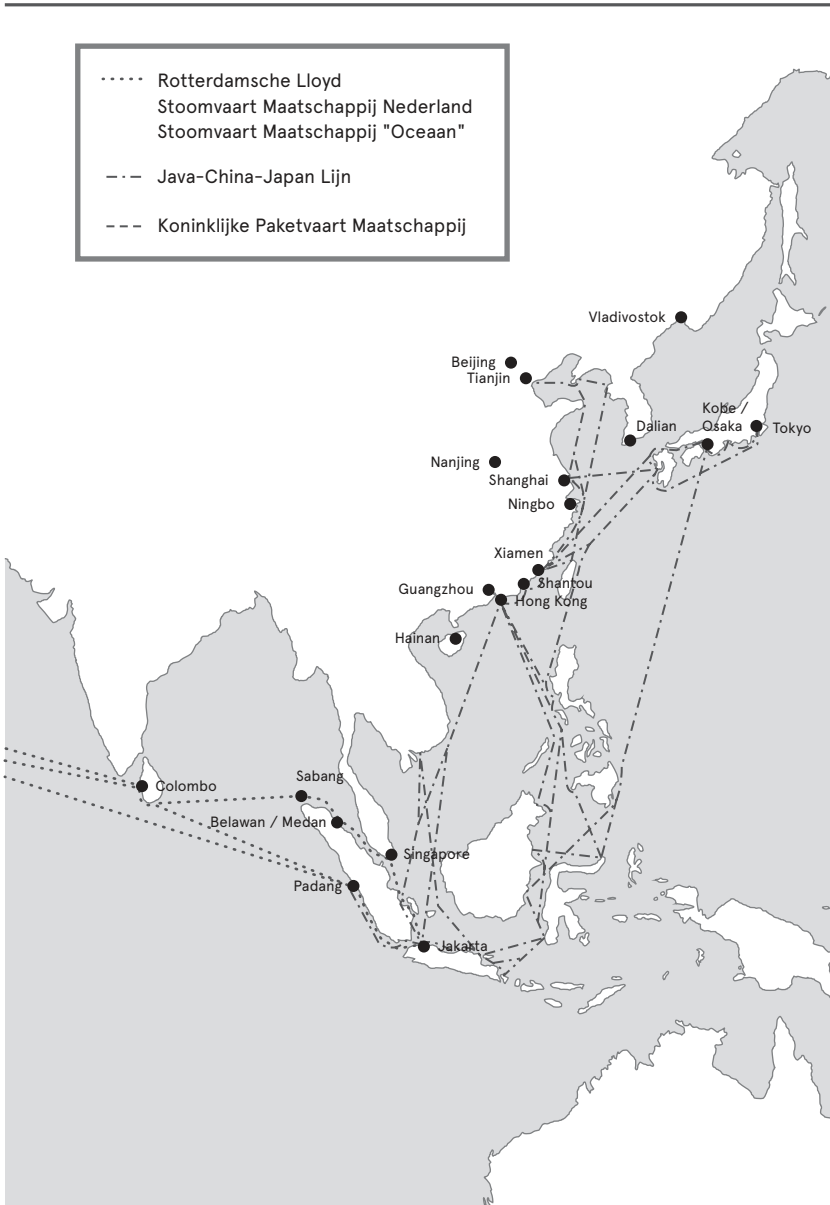 Rotterdamsche Lloyd
Stoomvaart Maatschappij Nederland
Stoomvaart Maatschappij "Oceaan"
Java-China-Japan Lijn
Koninklijke Paketvaart Maatschappij
Vladivostok
Beijing
Tianjin
Kobe /
Osaka
Dalian
Tokyo
Nanjing
Shanghai
Ningbo
Xiamen
Shantou
Guangzhou
Hong Kong
Hainan
Colombo
Sabang
Belawan / Medan
Singapore
Padang
Jakarta